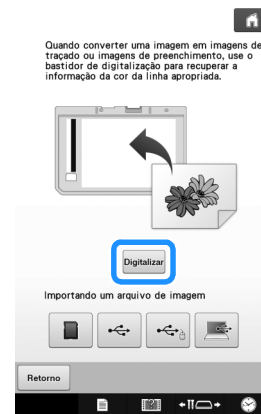 Quando converter uma imagem em imagens de
traçado ou imagens de preenchimento, use o
bastidor de digitalização para recuperar a
informação da cor da linha apropriada.
Digitalizar
Importando um arquivo de imagem
Retorno